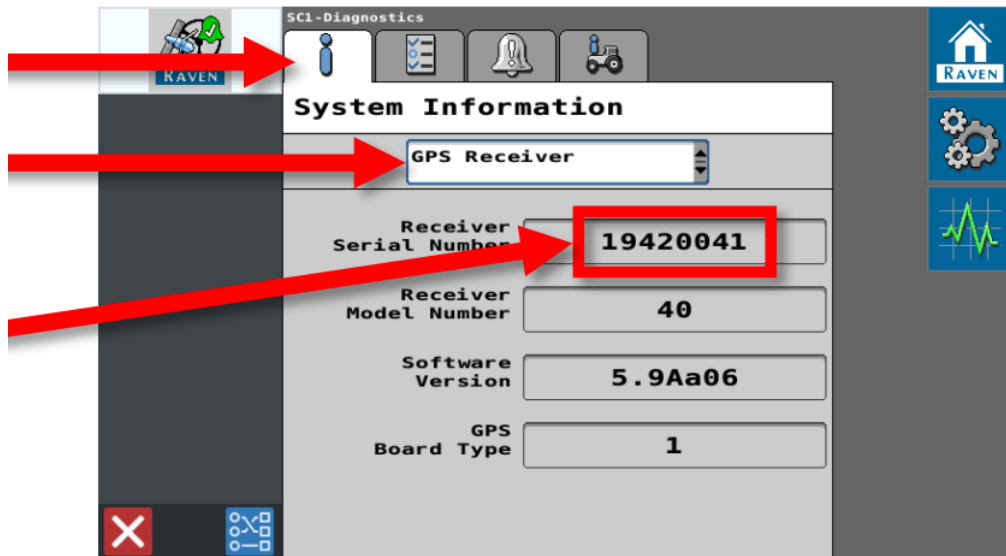 SC1-Diagnostics
RAVEN
RAVEN
System Information
GPS Receiver
Receiver
Serial Number
19420041
Receiver
Model Number
40
Software
Version
5.9Aa06
GPS
Board Type
1